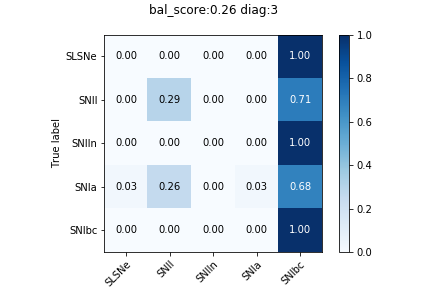 bal_score:0.26 diag:3
SLSNe 0.00 0.00 0.00 0.00 1.00
SNII 0.00 0.29 0.00 0.00 0.71
SNIIn 0.00 0.00 0.00 0.00 1.00
SNIa 0.03 0.26 0.00 0.03 0.68
SNIbc 0.00 0.00 0.00 0.00 1.00
SLSNe SNII SNIIn SNIa SNIbc
True label
1.0
0.8
0.6
0.4
0.2
0.0